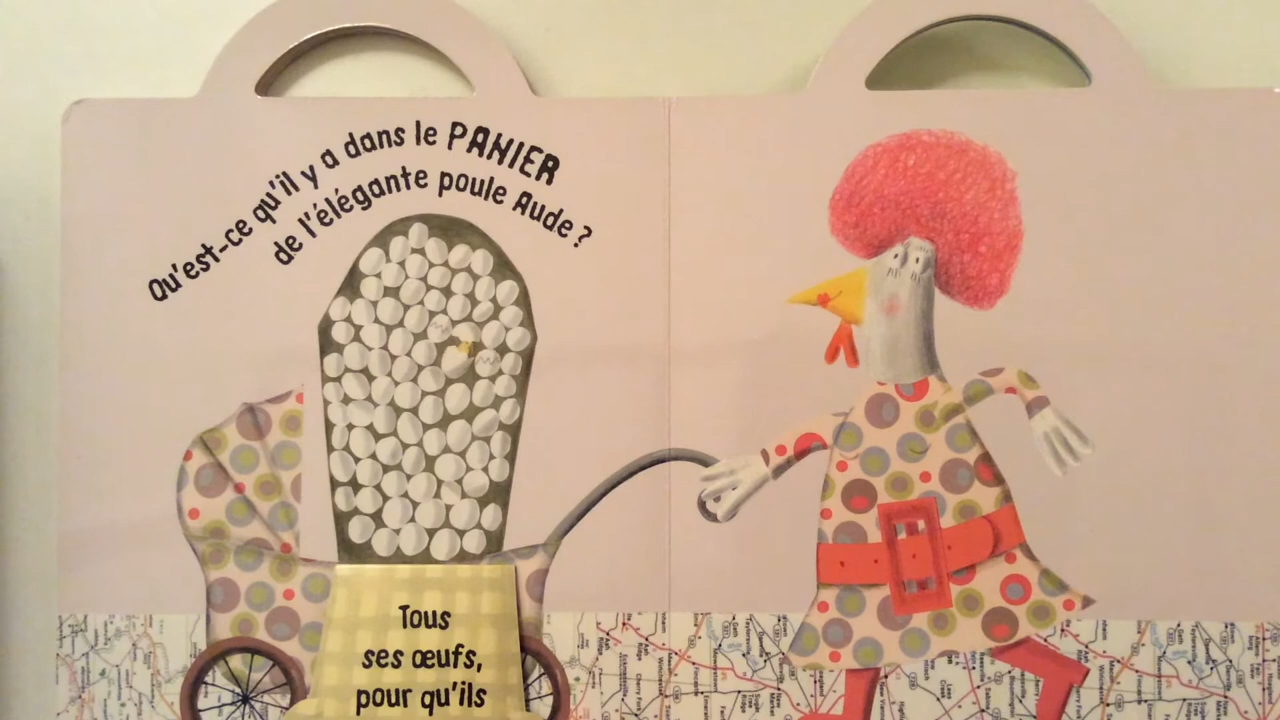 Qu'est-ce qu'il y a dans le PANIER
de l'élégante poule Aude ?
Tous
ses œufs,
pour qu'ils